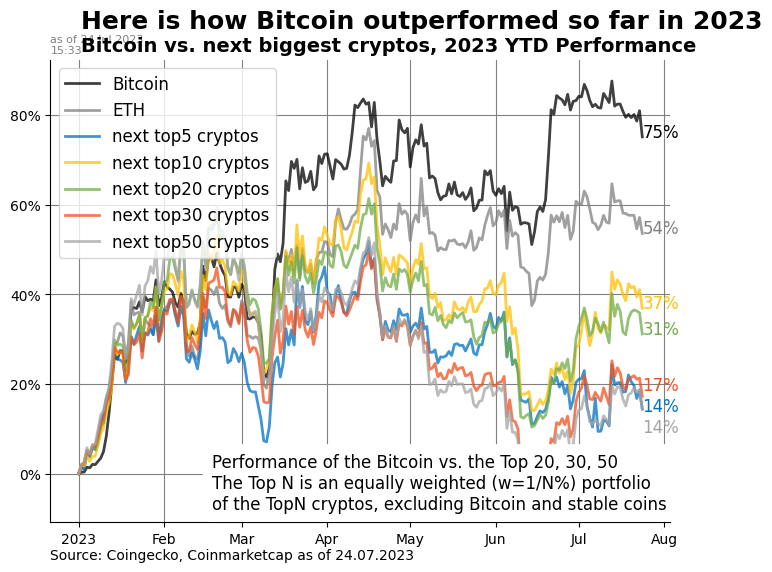 Here is how Bitcoin outperformed so far in 2023
as of 24 Jul 2023
15:33
Bitcoin vs. next biggest cryptos, 2023 YTD Performance
Bitcoin
ETH
next top5 cryptos
next top10 cryptos
next top20 cryptos
next top30 cryptos
next top50 cryptos
80%
60%
40%
20%
0%
75%
54%
37%
31%
17%
14%
14%
Performance of the Bitcoin vs. the Top 20, 30, 50
The Top N is an equally weighted (w=1/N%) portfolio
of the TopN cryptos, excluding Bitcoin and stable coins
2023 Feb Mar Apr May Jun Jul Aug
Source: Coingecko, Coinmarketcap as of 24.07.2023